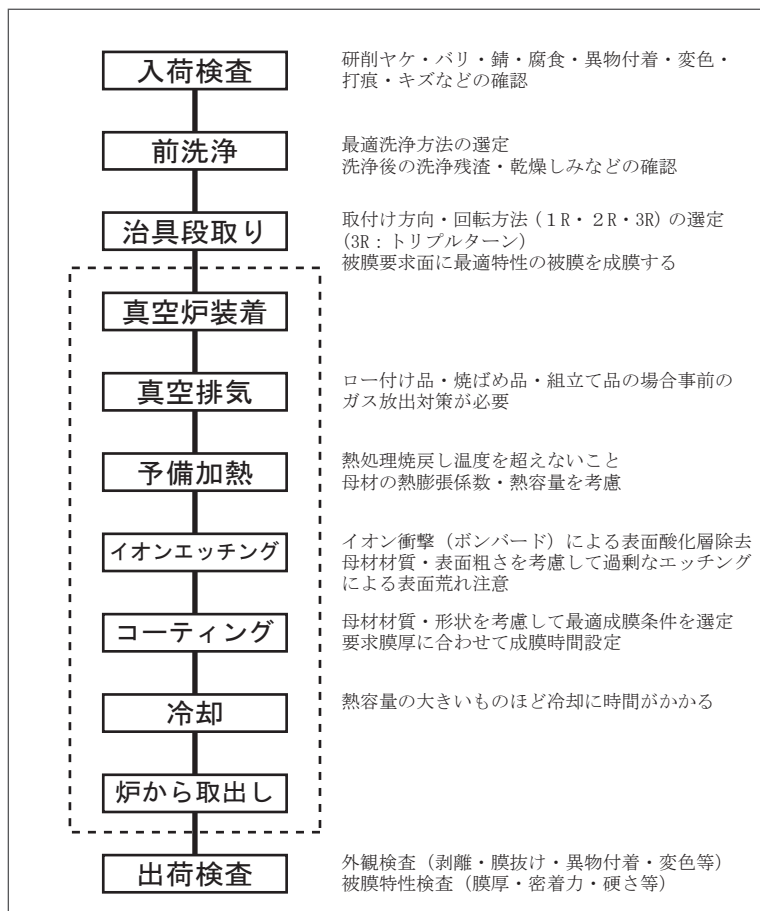 入荷検査
研削ヤケ・バリ・錆・腐食・異物付着・変色・
打痕・キズなどの確認
前洗浄
最適洗浄方法の選定
洗浄後の洗浄残渣・乾燥しみなどの確認
治具段取り
取付け方向・回転方法(1R・2R・3R)の選定
(3R:トリプルターン)
被膜要求面に最適特性の被膜を成膜する
真空炉装着
真空排気
ロー付け品・焼ばめ品・組立て品の場合事前の
ガス放出対策が必要
予備加熱
熱処理焼戻し温度を超えないこと
母材の熱膨張係数・熱容量を考慮
イオンエッチング
イオン衝撃(ボンバード)による表面酸化層除去
母材材質・表面粗さを考慮して過剰なエッチング
による表面荒れ注意
コーティング
母材材質・形状を考慮して最適成膜条件を選定
要求膜厚に合わせて成膜時間設定
冷却
熱容量の大きいものほど冷却に時間がかかる
炉から取出し
出荷検査
外観検査(剥離・膜抜け・異物付着・変色等)
被膜特性検査(膜厚・密着力・硬さ等)